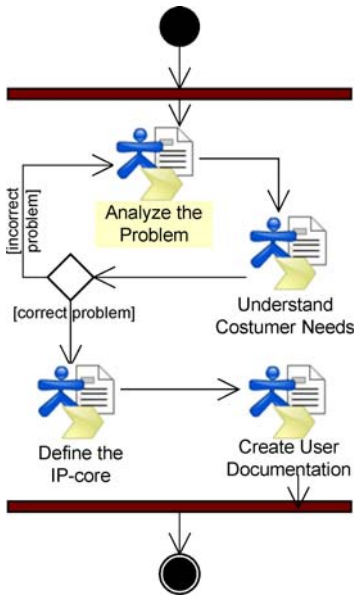 Analyze the
Problem
[incorrect
problem]
Understand
Costumer Needs
[correct problem]
Define the
IP-core
Create User
Documentation